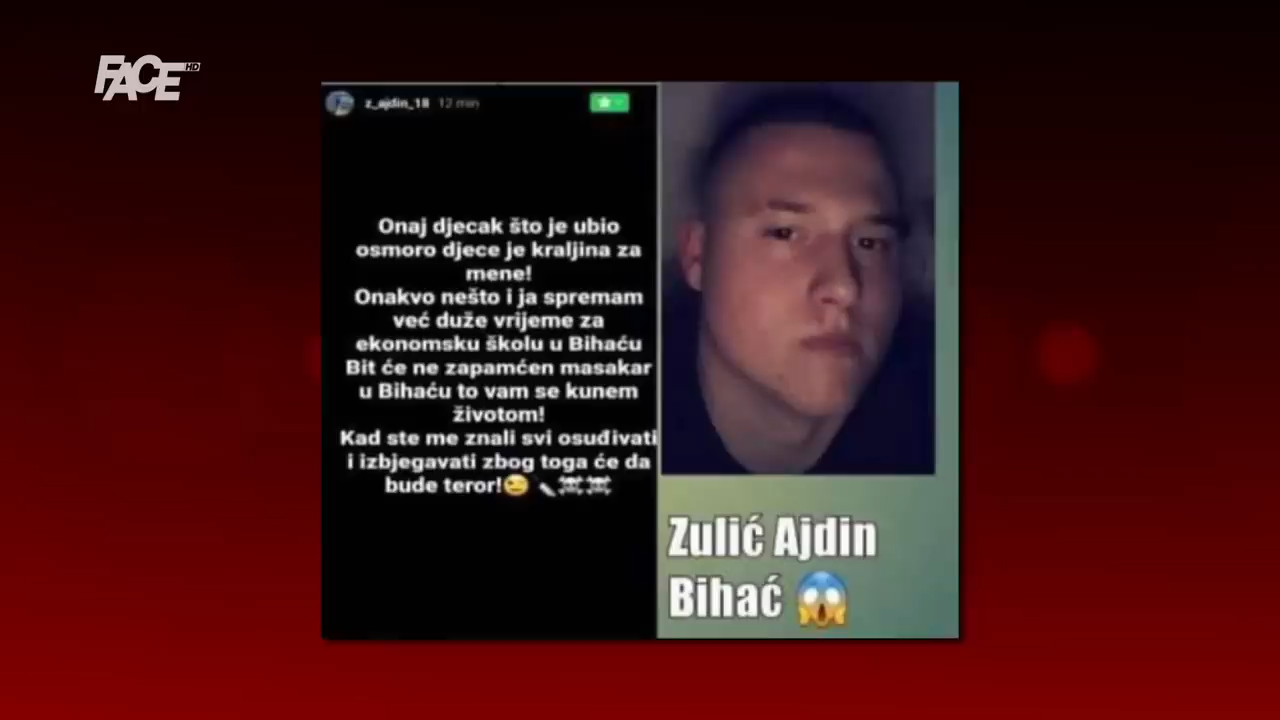 FACE HD
z_ajdin_18 12 min
Onaj djecak što je ubio
osmoro djece je kraljina za
mene!
Onakvo nešto i ja spremam
već duže vrijeme za
ekonomsku školu u Bihaću
Bit će ne zapamćen masakar
u Bihaću to vam se kunem
životom!
Kad ste me znali svi osuđivati
i izbjegavati zbog toga će da
bude teror!😉🔪☠☠
Zulić Ajdin
Bihać 😱